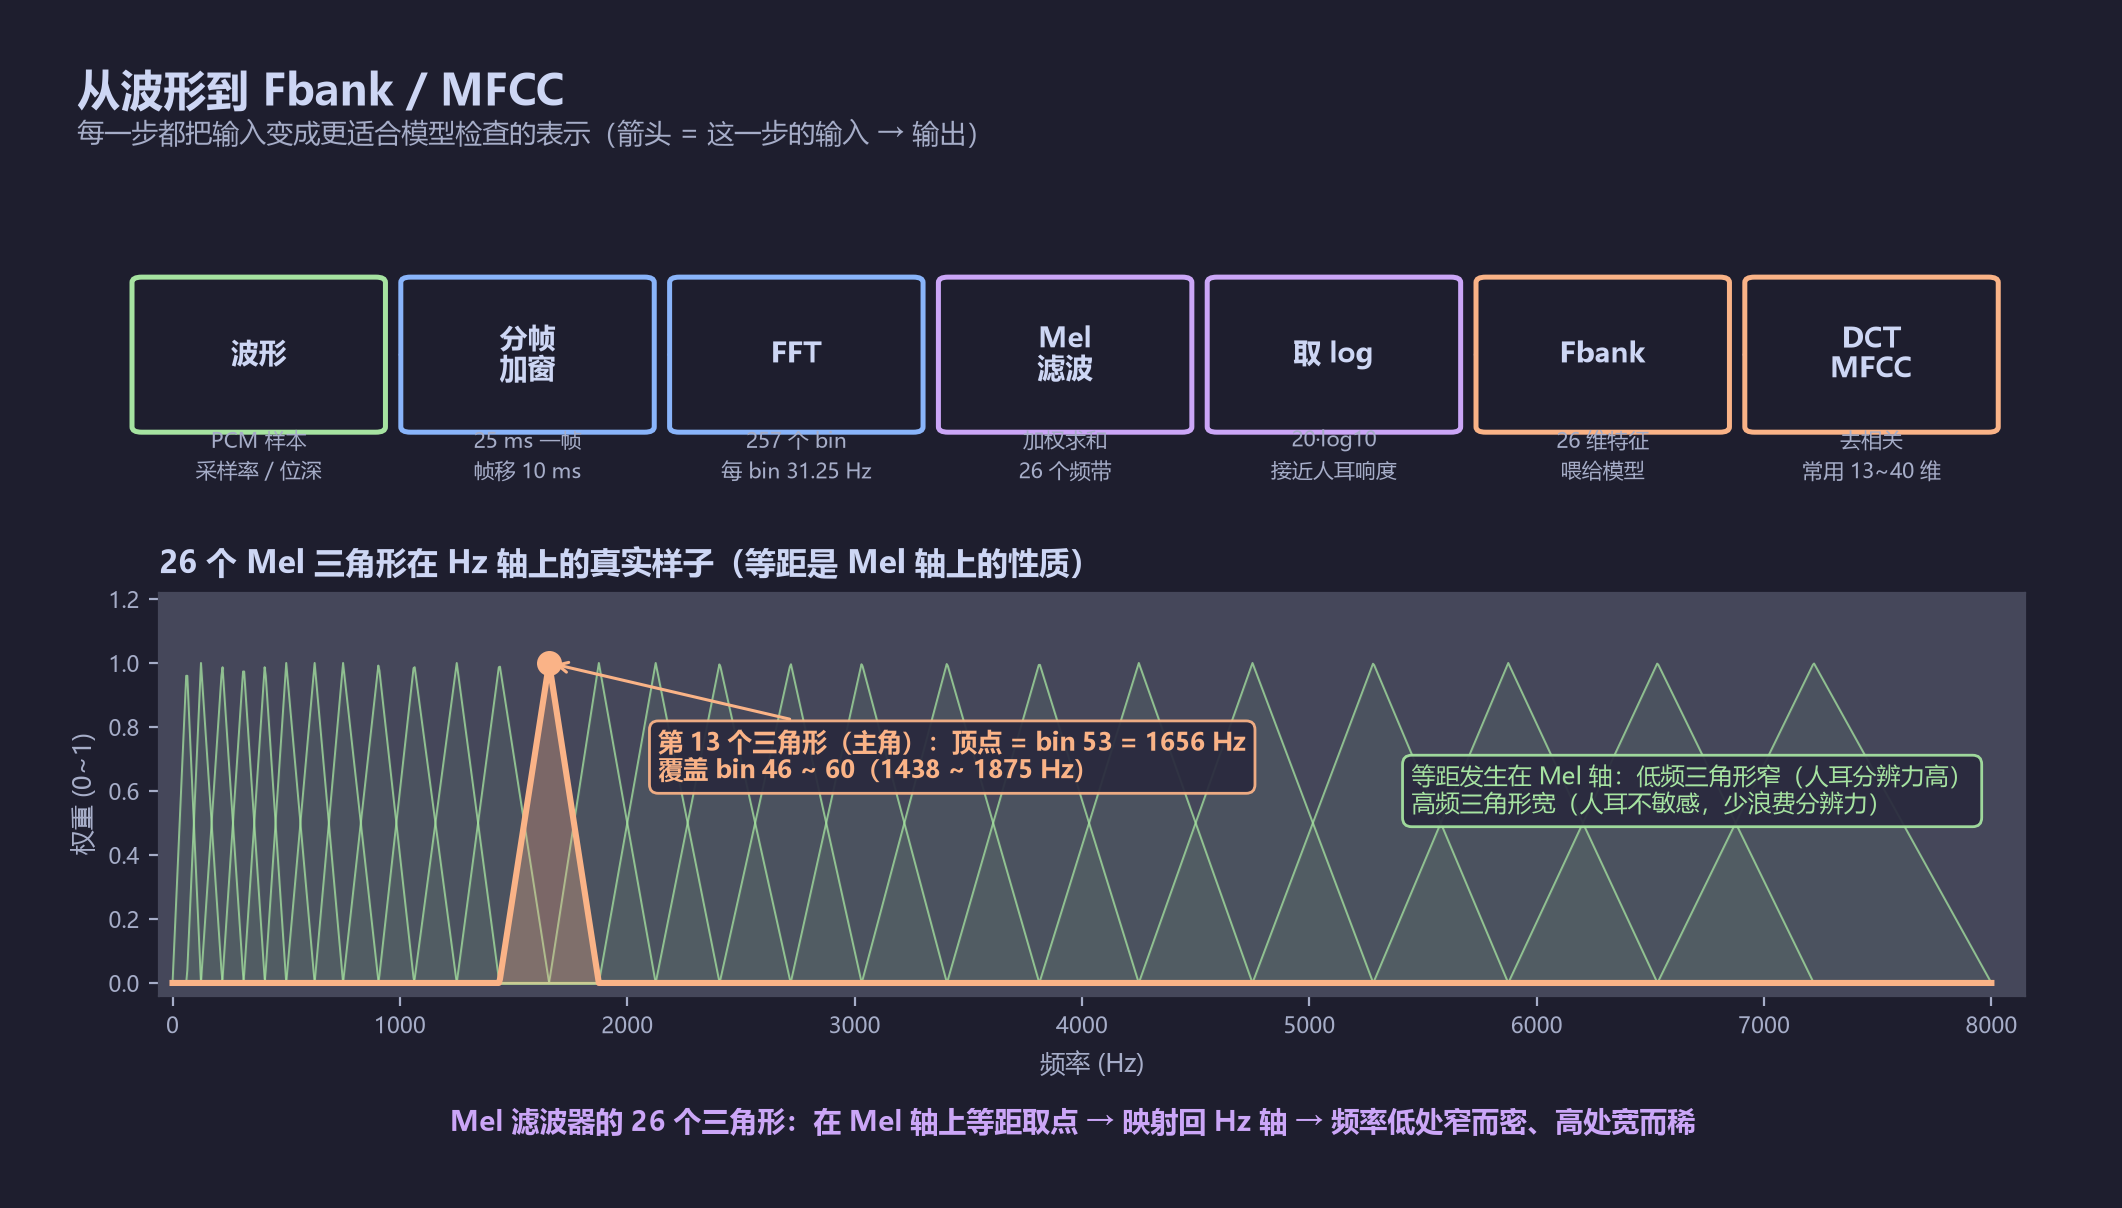 从波形到 Fbank / MFCC
每一步都把输入变成更适合模型检查的表示（箭头 = 这一步的输入 → 输出）
波形
分帧
加窗
FFT
Mel
滤波
取 log
Fbank
DCT
MFCC
PCM 样本
采样率 / 位深
25 ms 一帧
帧移 10 ms
257 个 bin
每 bin 31.25 Hz
加权求和
26 个频带
20·log10
接近人耳响度
26 维特征
喂给模型
去相关
常用 13~40 维
26 个 Mel 三角形在 Hz 轴上的真实样子（等距是 Mel 轴上的性质）
1.2
1.0
0.8
0.6
0.4
0.2
0.0
权重 (0~1)
第 13 个三角形（主角）：顶点 = bin 53 = 1656 Hz
覆盖 bin 46 ~ 60（1438 ~ 1875 Hz）
等距发生在 Mel 轴：低频三角形窄（人耳分辨力高）
高频三角形宽（人耳不敏感，少浪费分辨力）
0 1000 2000 3000 4000 5000 6000 7000 8000
频率 (Hz)
Mel 滤波器的 26 个三角形：在 Mel 轴上等距取点 → 映射回 Hz 轴 → 频率低处窄而密、高处宽而稀